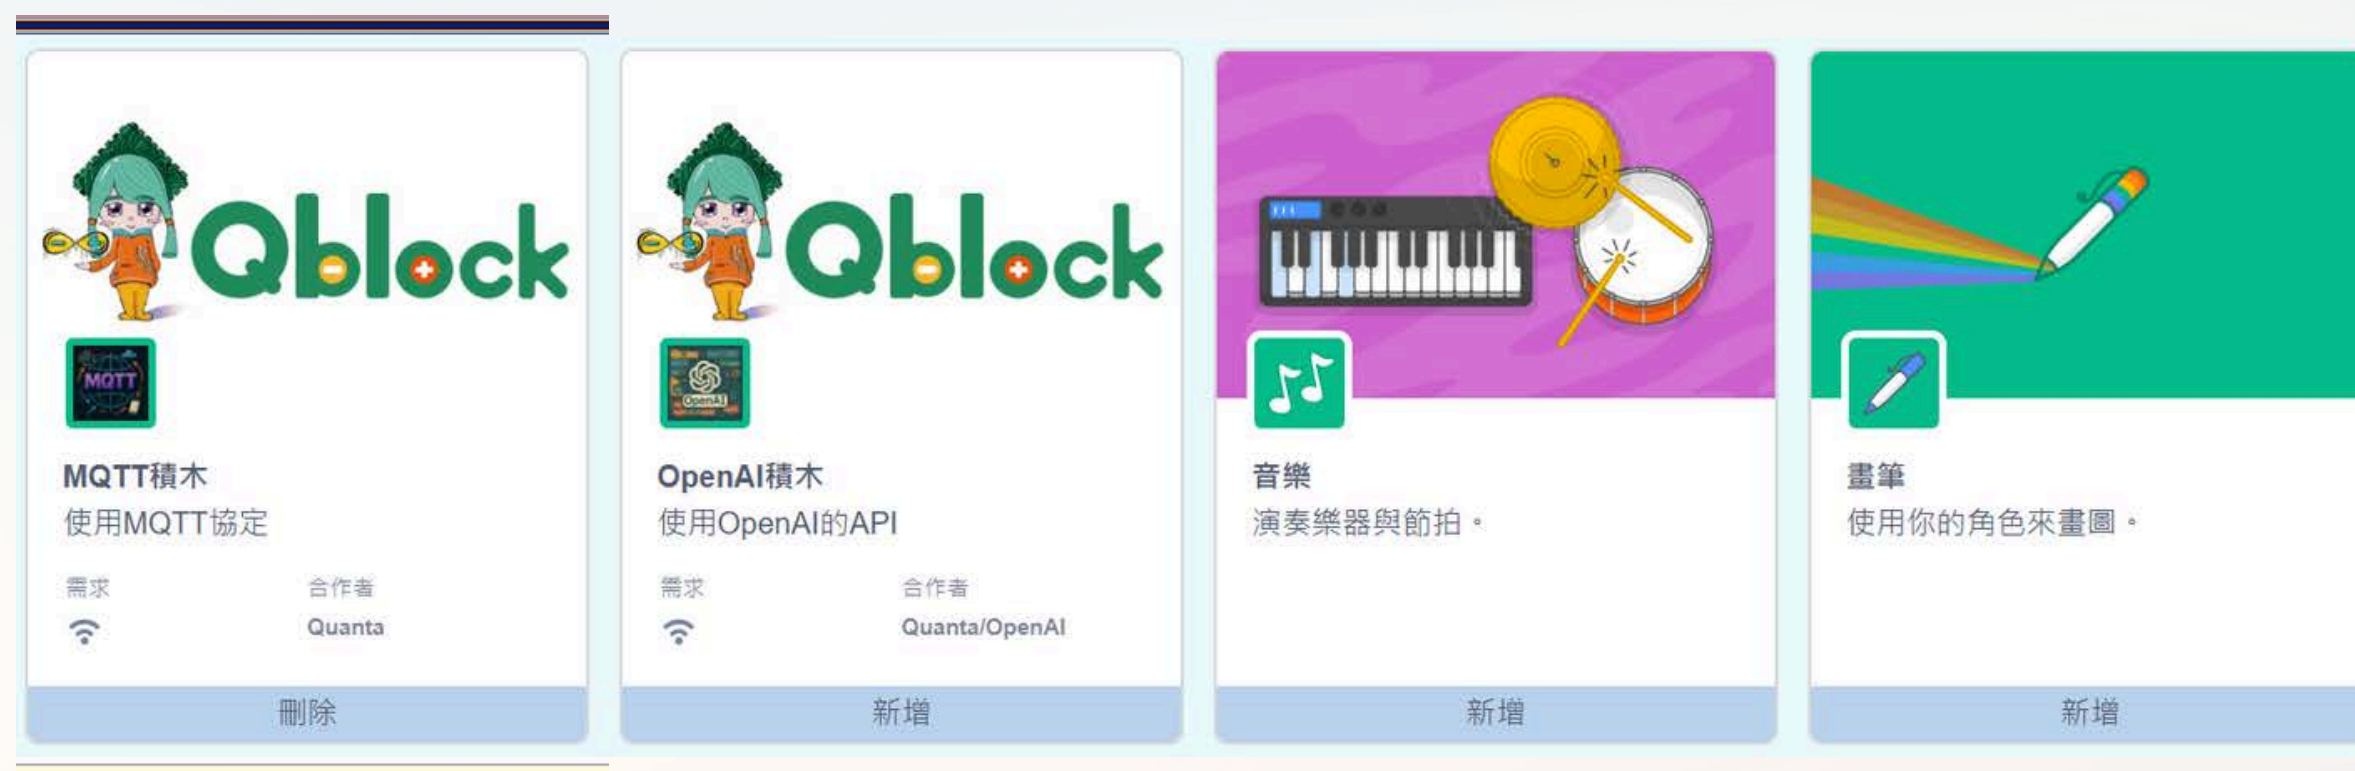 Qblock
MQTT
MQTT積木
使用MQTT協定
需求
合作者
Quanta
刪除
Qblock
OpenAI
OpenAI積木
使用OpenAI的API
需求
合作者
Quanta/OpenAI
新增
音樂
演奏樂器與節拍。
新增
畫筆
使用你的角色來畫圖。
新增